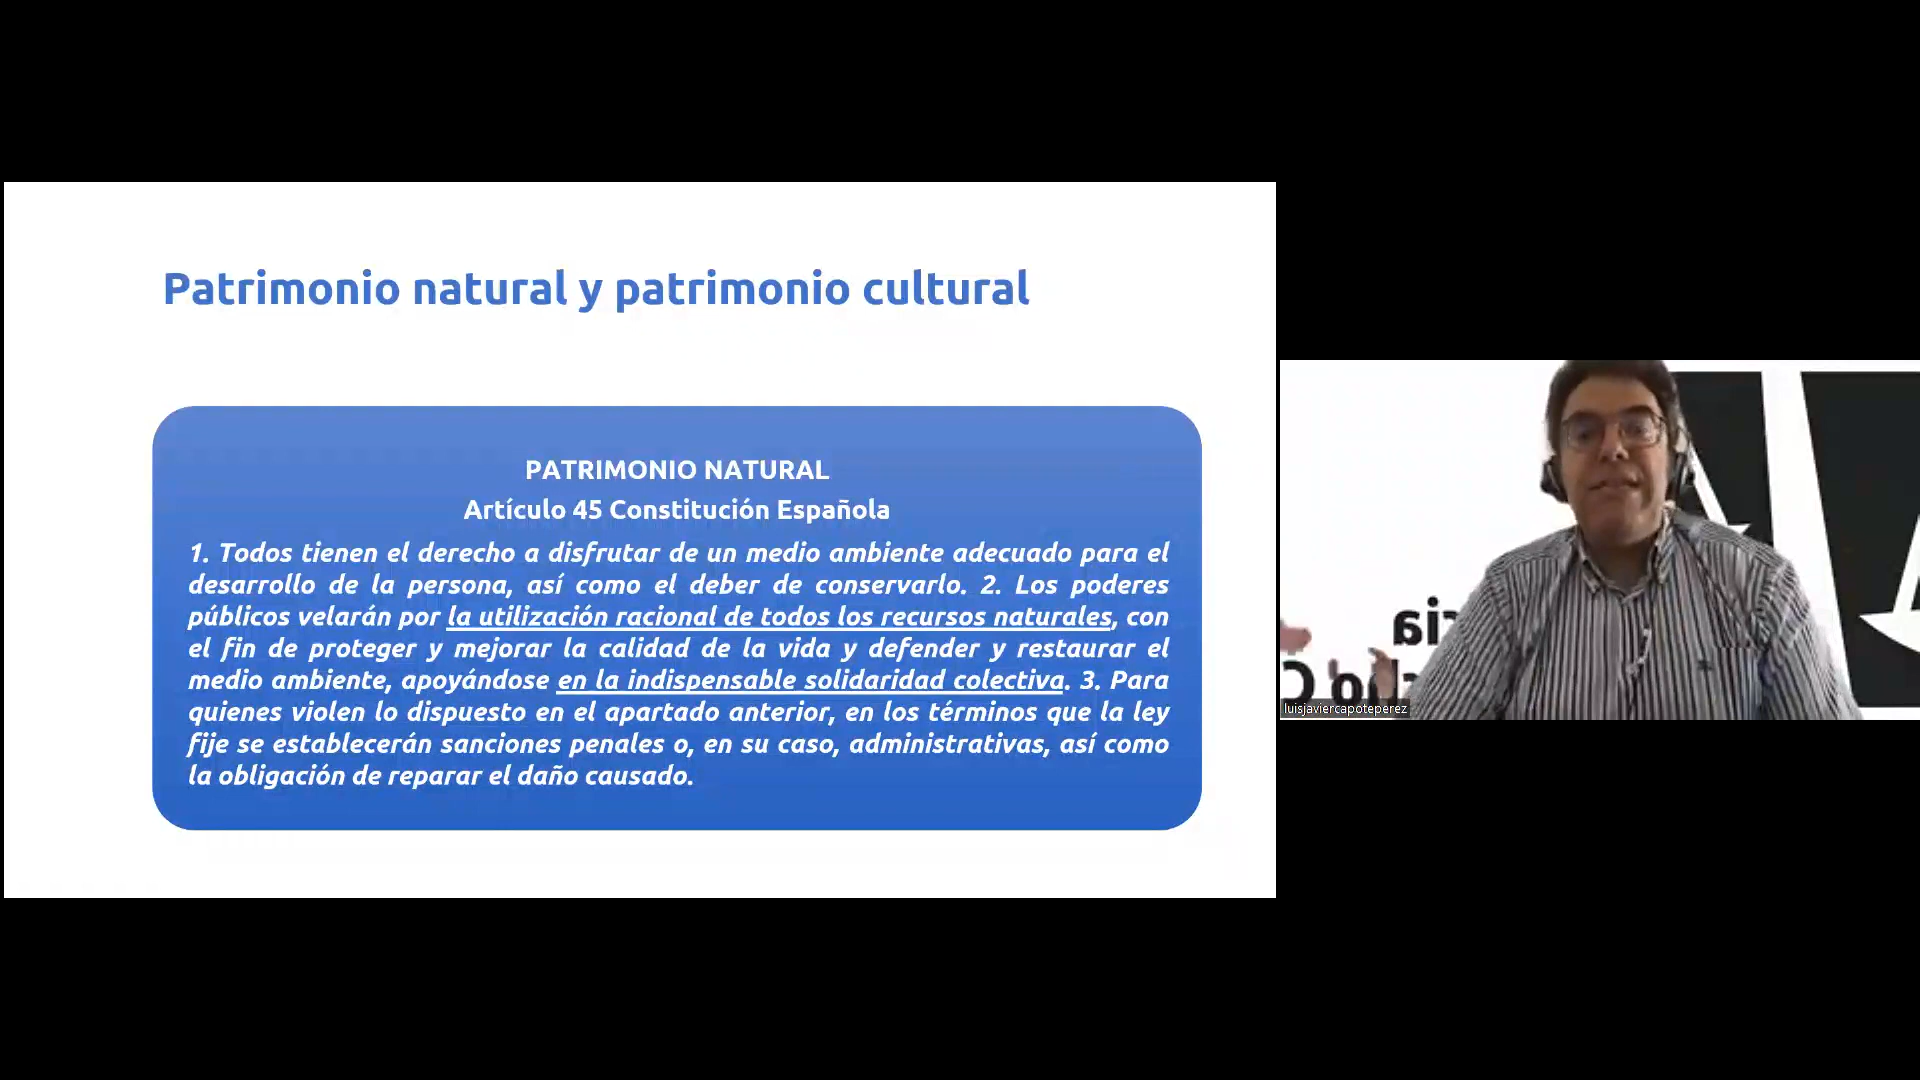 Patrimonio natural y patrimonio cultural
PATRIMONIO NATURAL
Artículo 45 Constitución Española
1. Todos tienen el derecho a disfrutar de un medio ambiente adecuado para el
desarrollo de la persona, así como el deber de conservarlo. 2. Los poderes
públicos velarán por la utilización racional de todos los recursos naturales, con
el fin de proteger y mejorar la calidad de la vida y defender y restaurar el
medio ambiente, apoyándose en la indispensable solidaridad colectiva. 3. Para
quienes violen lo dispuesto en el apartado anterior, en los términos que la ley
fije se establecerán sanciones penales o, en su caso, administrativas, así como
la obligación de reparar el daño causado.
luisjaviercapoteperez